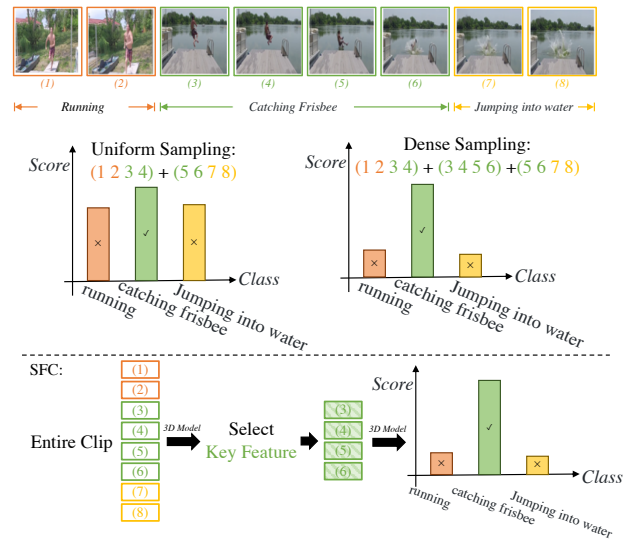 (1) (2) (3) (4) (5) (6) (7) (8)
Running Catching Frisbee Jumping into water
Uniform Sampling:
(1 2 3 4) + (5 6 7 8)
Score
× ✓ ×
Class
running
catching frisbee
Jumping into water
Dense Sampling:
(1 2 3 4) + (3 4 5 6) +(5 6 7 8)
Score
× ✓ ×
Class
running
catching frisbee
Jumping into water
SFC:
Entire Clip
(1)
(2)
(3)
(4)
(5)
(6)
(7)
(8)
3D Model
Select
Key Feature
(3)
(4)
(5)
(6)
3D Model
Score
× ✓ ×
Class
running
catching frisbee
Jumping into water